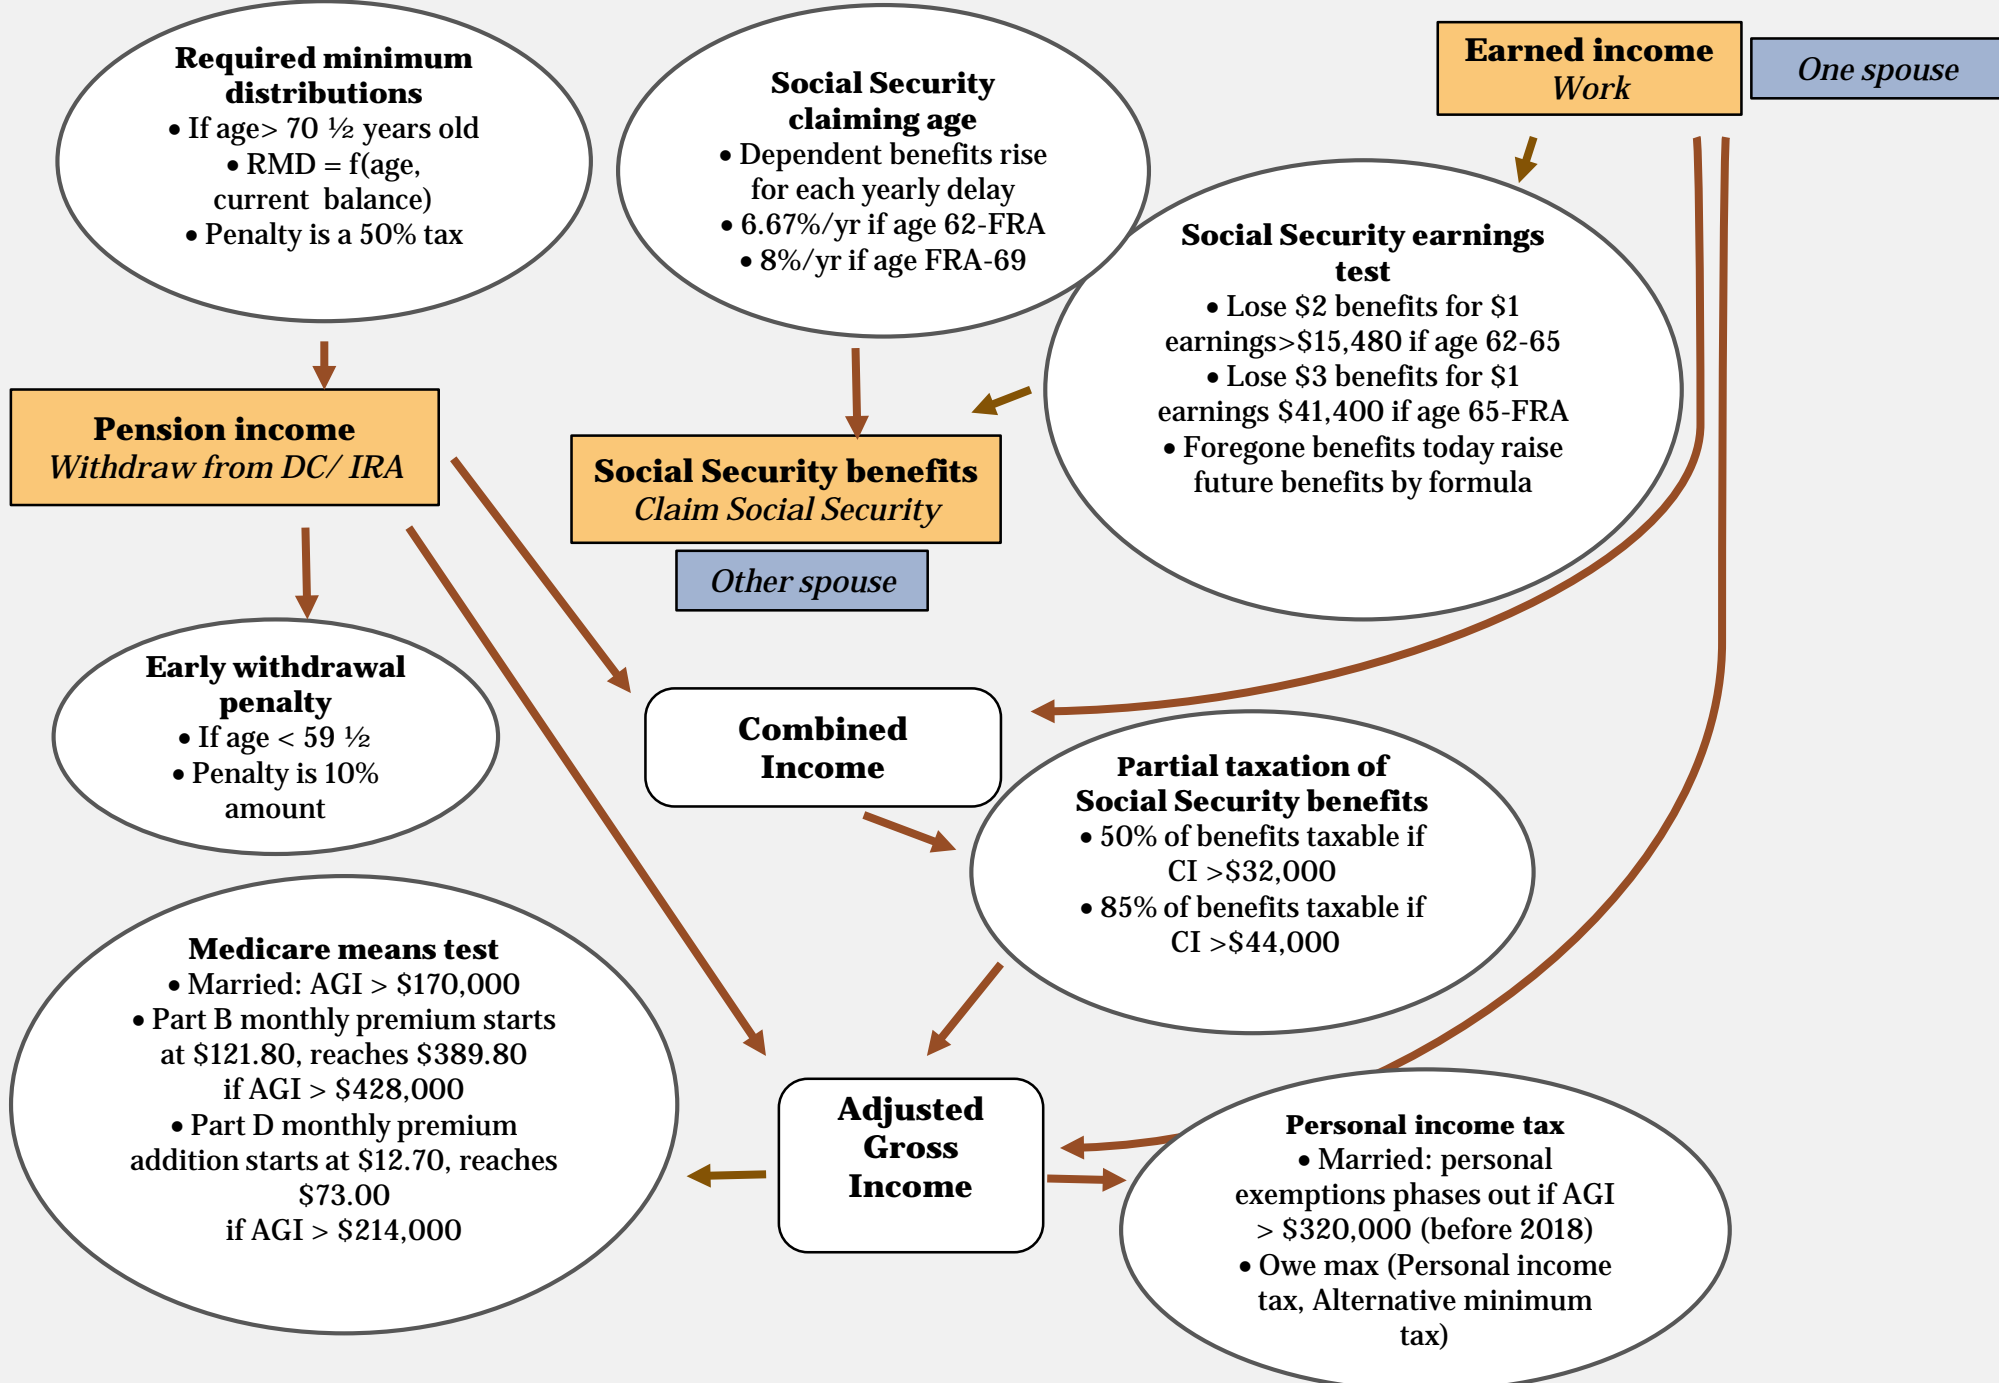 Required minimum
distributions
• If age> 70 ½ years old
• RMD = f(age,
current balance)
• Penalty is a 50% tax
Social Security
claiming age
• Dependent benefits rise
for each yearly delay
• 6.67%/yr if age 62-FRA
• 8%/yr if age FRA-69
Earned income
Work
One spouse
Social Security earnings
test
• Lose $2 benefits for $1
earnings>$15,480 if age 62-65
• Lose $3 benefits for $1
earnings $41,400 if age 65-FRA
• Foregone benefits today raise
future benefits by formula
Pension income
Withdraw from DC/ IRA
Social Security benefits
Claim Social Security
Other spouse
Early withdrawal
penalty
• If age < 59 ½
• Penalty is 10%
amount
Combined
Income
Partial taxation of
Social Security benefits
• 50% of benefits taxable if
CI >$32,000
• 85% of benefits taxable if
CI >$44,000
Medicare means test
• Married: AGI > $170,000
• Part B monthly premium starts
at $121.80, reaches $389.80
if AGI > $428,000
• Part D monthly premium
addition starts at $12.70, reaches
$73.00
if AGI > $214,000
Adjusted
Gross
Income
Personal income tax
• Married: personal
exemptions phases out if AGI
> $320,000 (before 2018)
• Owe max (Personal income
tax, Alternative minimum
tax)